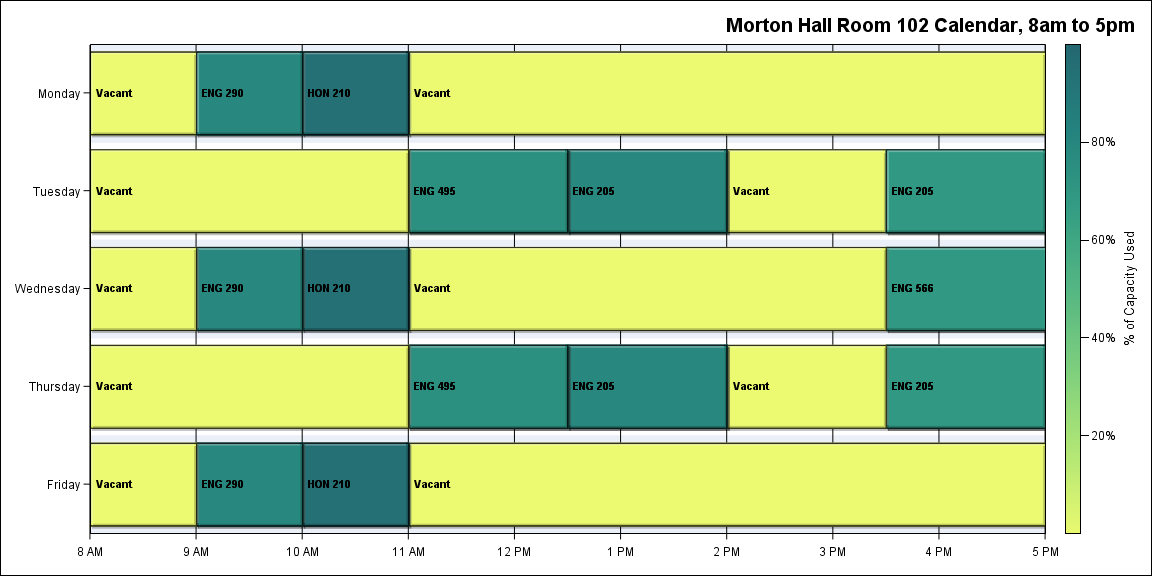 Morton Hall Room 102 Calendar, 8am to 5pm
Monday Vacant ENG 290 HON 210 Vacant
80%
Tuesday Vacant ENG 495 ENG 205 Vacant ENG 205
60%
% of Capacity Used
Wednesday Vacant ENG 290 HON 210 Vacant ENG 566
40%
Thursday Vacant ENG 495 ENG 205 Vacant ENG 205
20%
Friday Vacant ENG 290 HON 210 Vacant
8 AM 9 AM 10 AM 11 AM 12 PM 1 PM 2 PM 3 PM 4 PM 5 PM